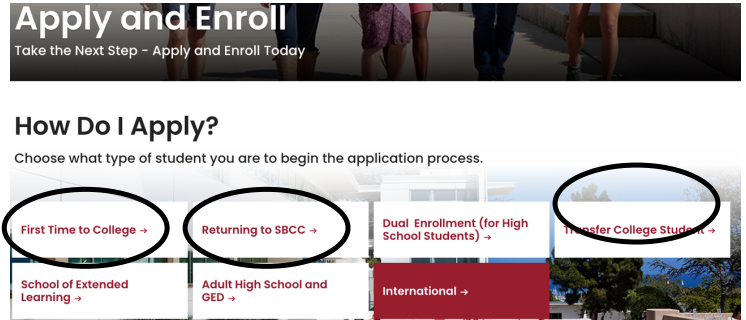 Apply and Enroll
Take the Next Step - Apply and Enroll Today
How Do I Apply?
Choose what type of student you are to begin the application process.
First Time to College →
Returning to SBCC →
Dual Enrollment (for High
School Students) →
Transfer College Student →
School of Extended
Learning →
Adult High School and
GED →
International →